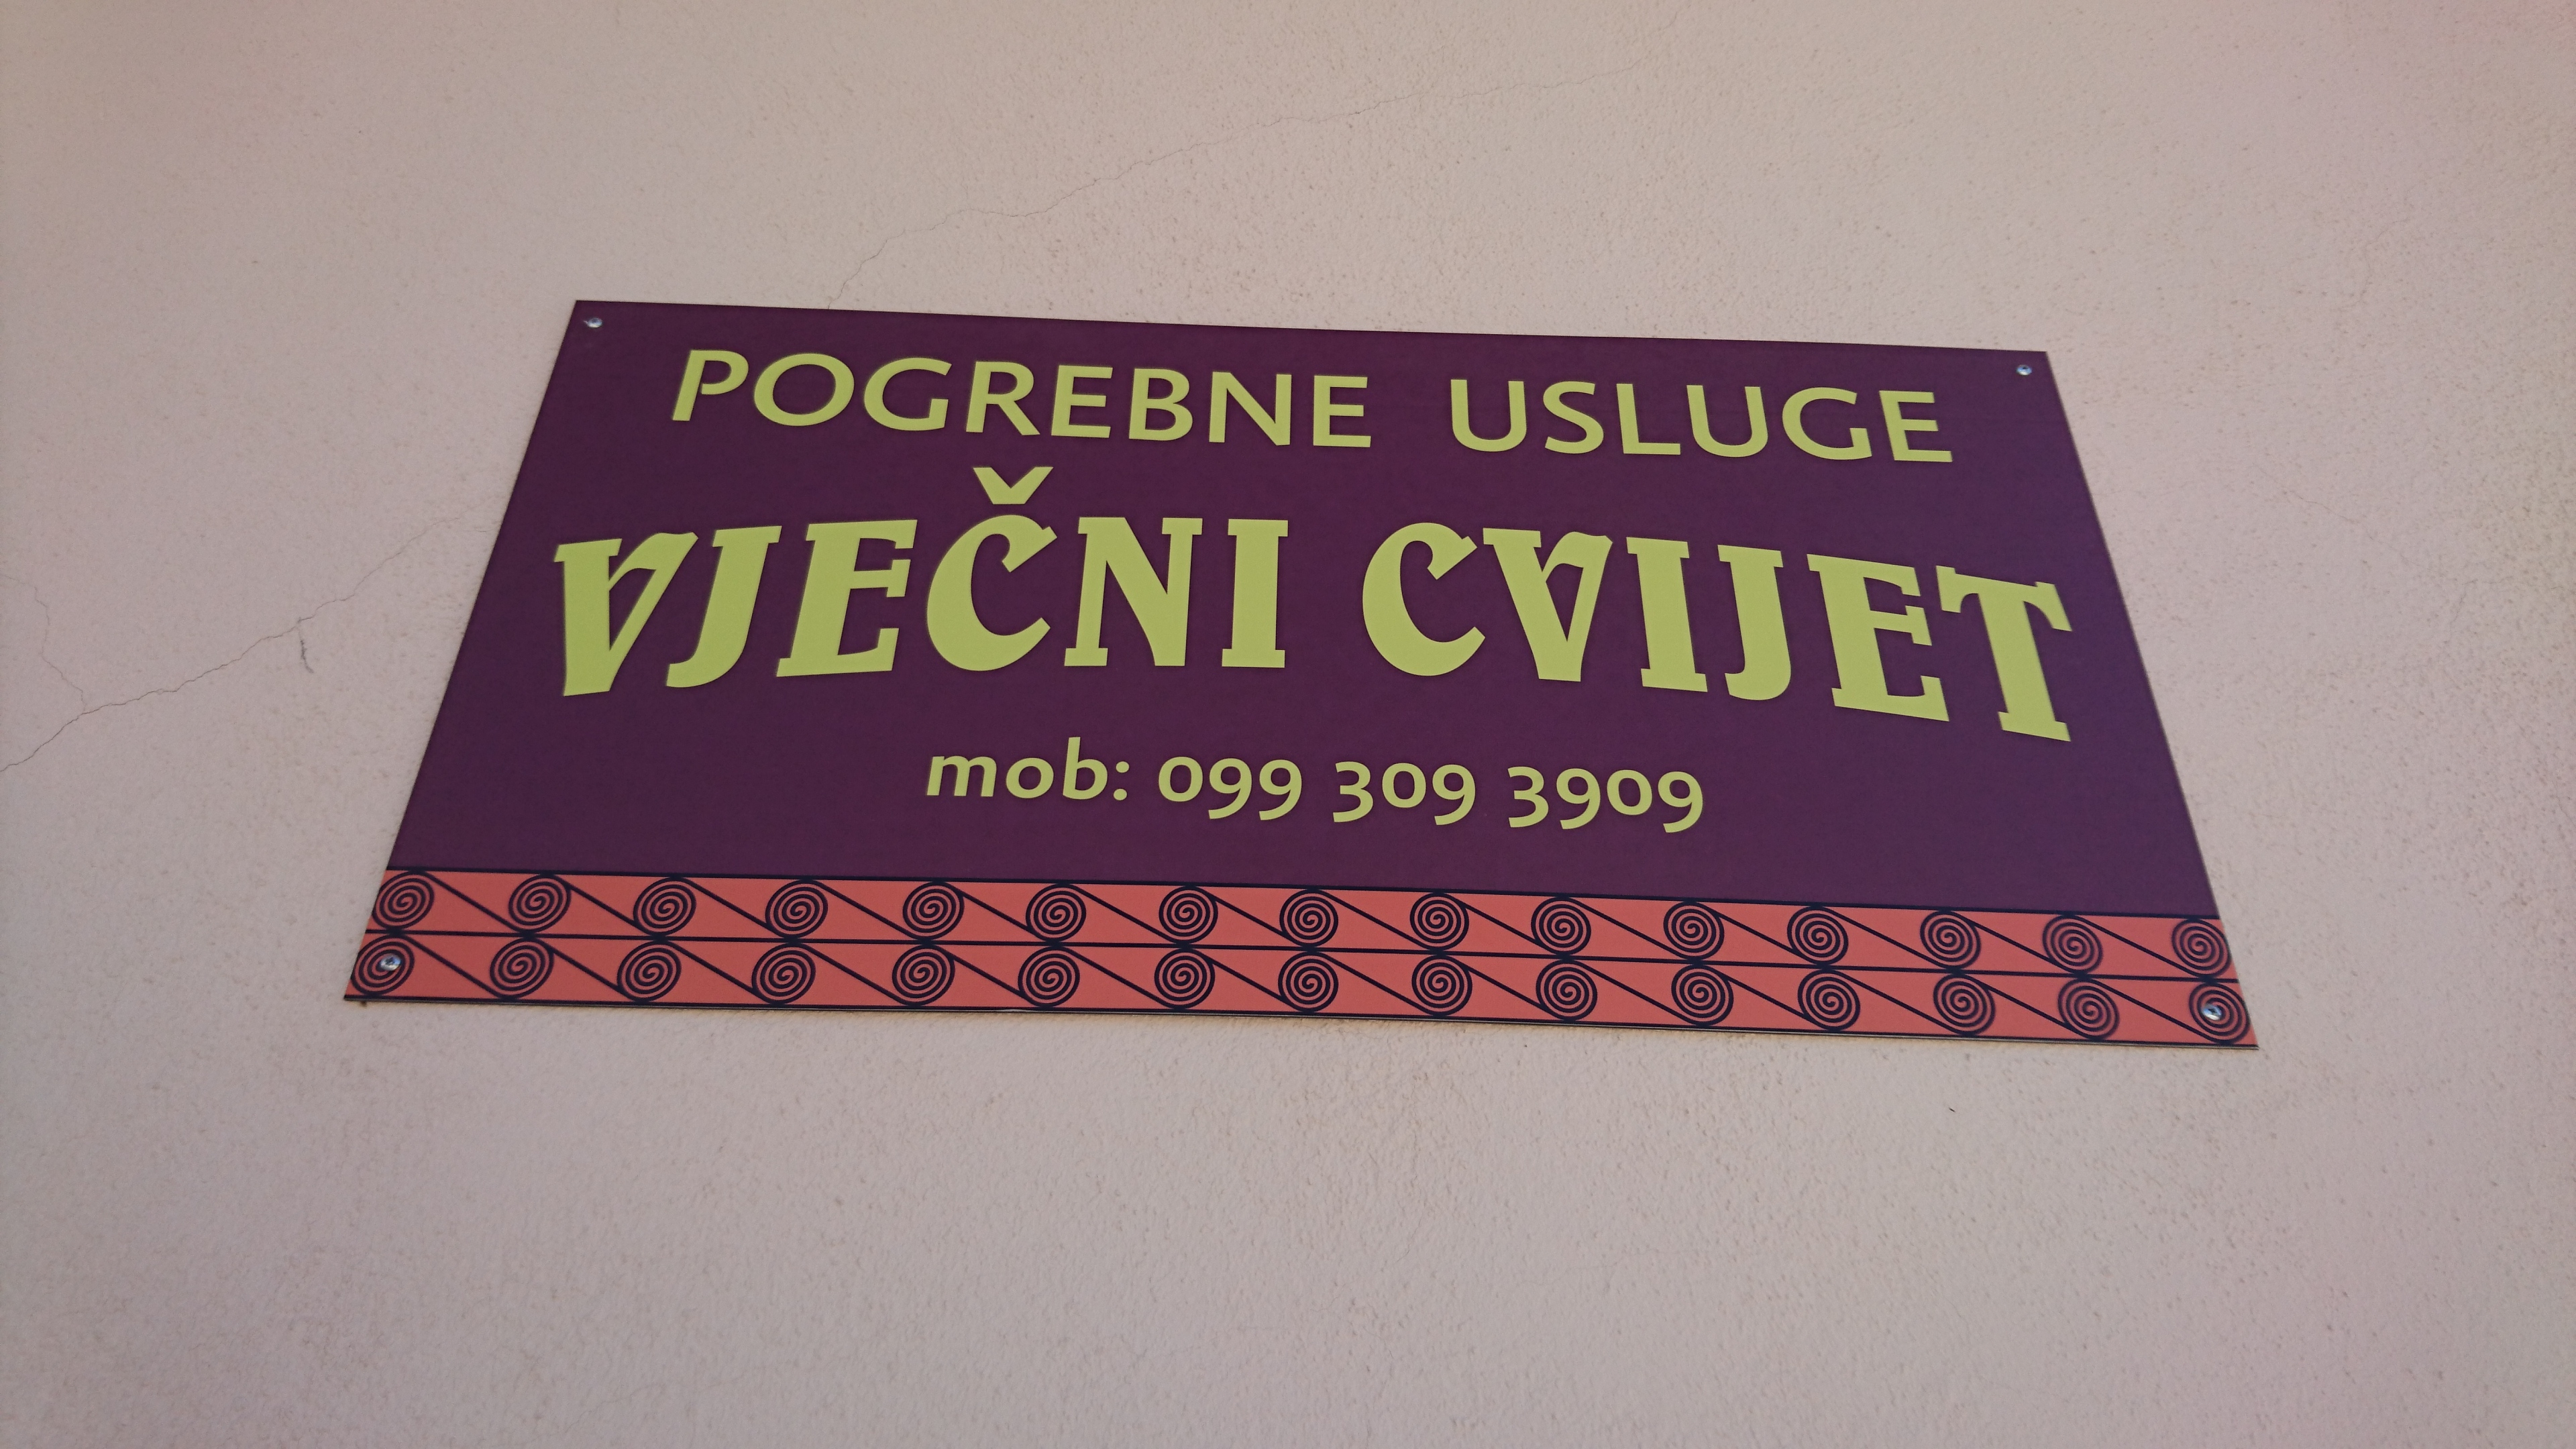 POGREBNE USLUGE
VJEČNI CVIJET
mob: 099 309 3909